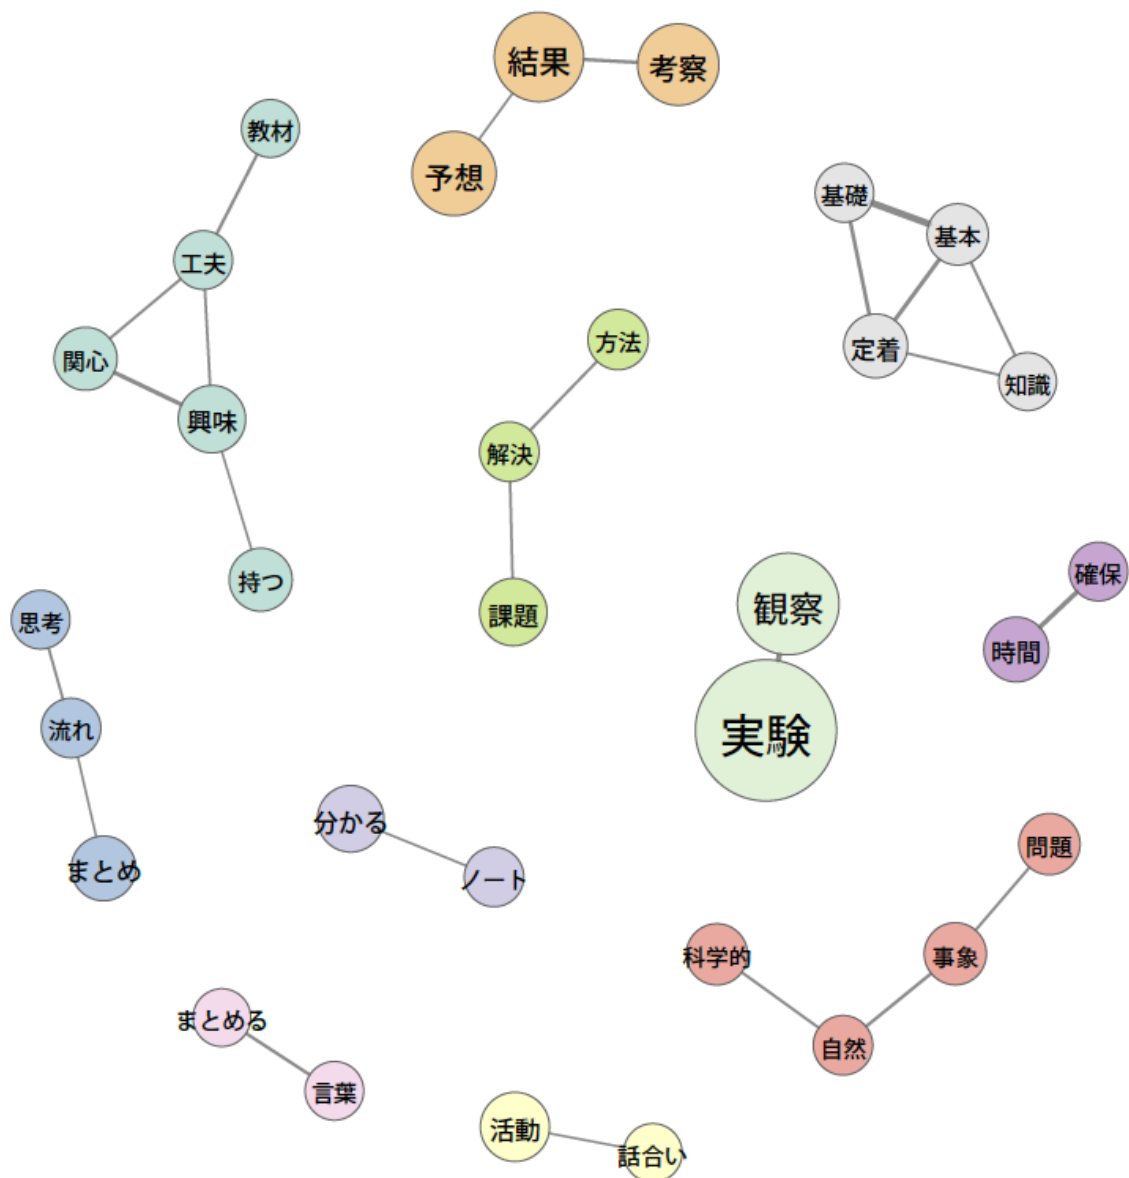 結果
考察
教材
予想
基礎
基本
工夫
方法
定着
関心
知識
興味
解決
確保
持つ
観察
課題
思考
時間
流れ
実験
分かる
問題
まとめ
ノート
科学的
事象
まとめる
自然
言葉
活動
話合い